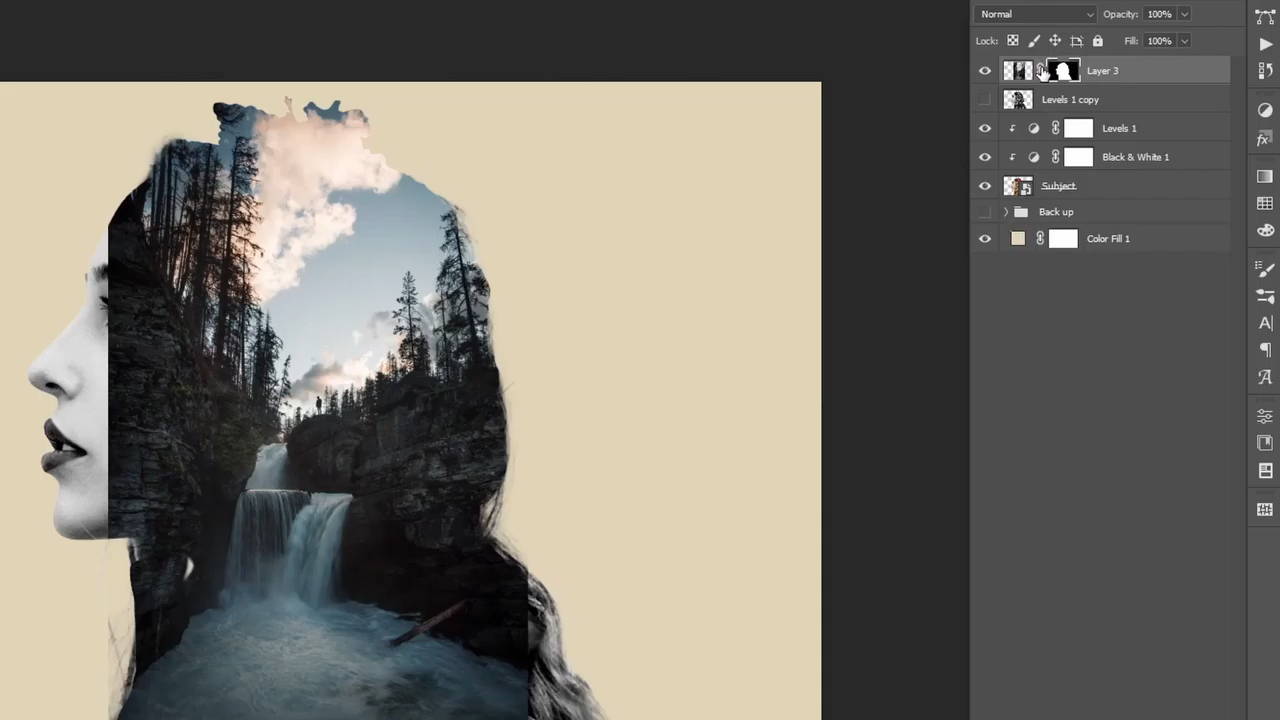 Normal Opacity: 100%
Lock: Fill: 100%
Layer 3
Levels 1 copy
Levels 1
Black & White 1
Subject
Back up
Color Fill 1